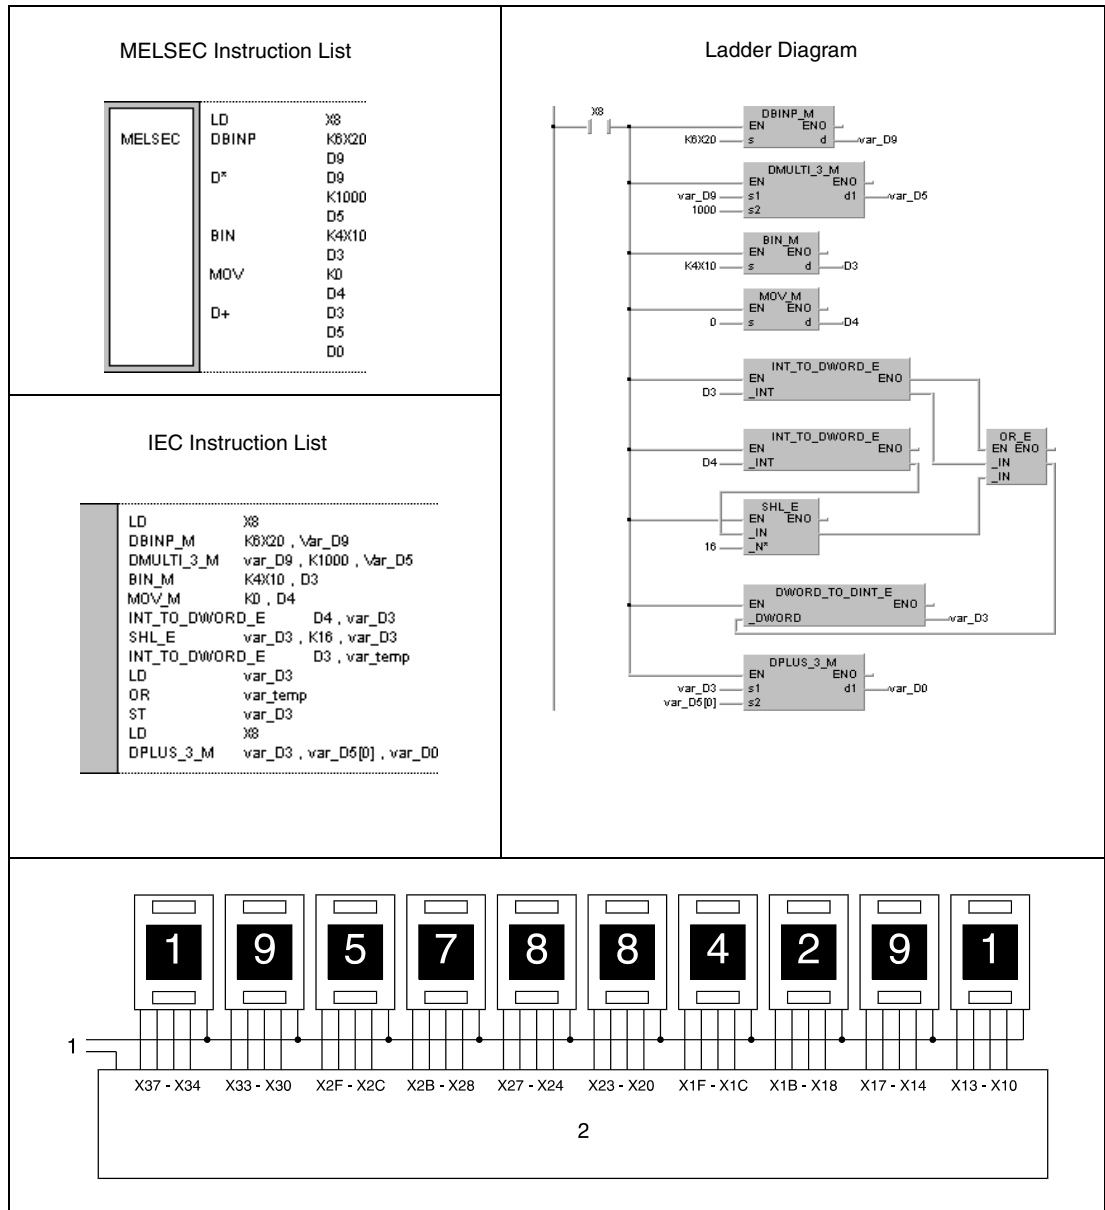 MELSEC Instruction List
MELSEC
LD X8
DBINP K6X20
D9
D* D9
K1000
D5
BIN K4X10
D3
MOV K0
D4
D+ D3
D5
D0
IEC Instruction List
LD X8
DBINP_M K6X20 , Var_D9
DMULTI_3_M var_D9 , K1000 , Var_D5
BIN_M K4X10 , D3
MOV_M K0 , D4
INT_TO_DWORD_E D4 , var_D3
SHL_E var_D3 , K16 , var_D3
INT_TO_DWORD_E D3 , var_temp
LD var_D3
OR var_temp
ST var_D3
LD X8
DPLUS_3_M var_D3 , var_D5[0] , var_D0
Ladder Diagram
X8
DBINP_M
EN ENO
K6X20 s d var_D9
DMULTI_3_M
EN ENO
var_D9 s1 d1 var_D5
1000 s2
BIN_M
EN ENO
K4X10 s d D3
MOV_M
EN ENO
0 s d D4
INT_TO_DWORD_E
EN ENO
D3 _INT
INT_TO_DWORD_E
EN ENO
D4 _INT
OR_E
EN ENO
_IN
_IN
SHL_E
EN ENO
_IN
16 _N*
DWORD_TO_DINT_E
EN ENO
_DWORD var_D3
DPLUS_3_M
EN ENO
var_D3 s1 d1 var_D0
var_D5[0] s2
1 9 5 7 8 8 4 2 9 1
1
X37 - X34 X33 - X30 X2F - X2C X2B - X28 X27 - X24 X23 - X20 X1F - X1C X1B - X18 X17 - X14 X13 - X10
2